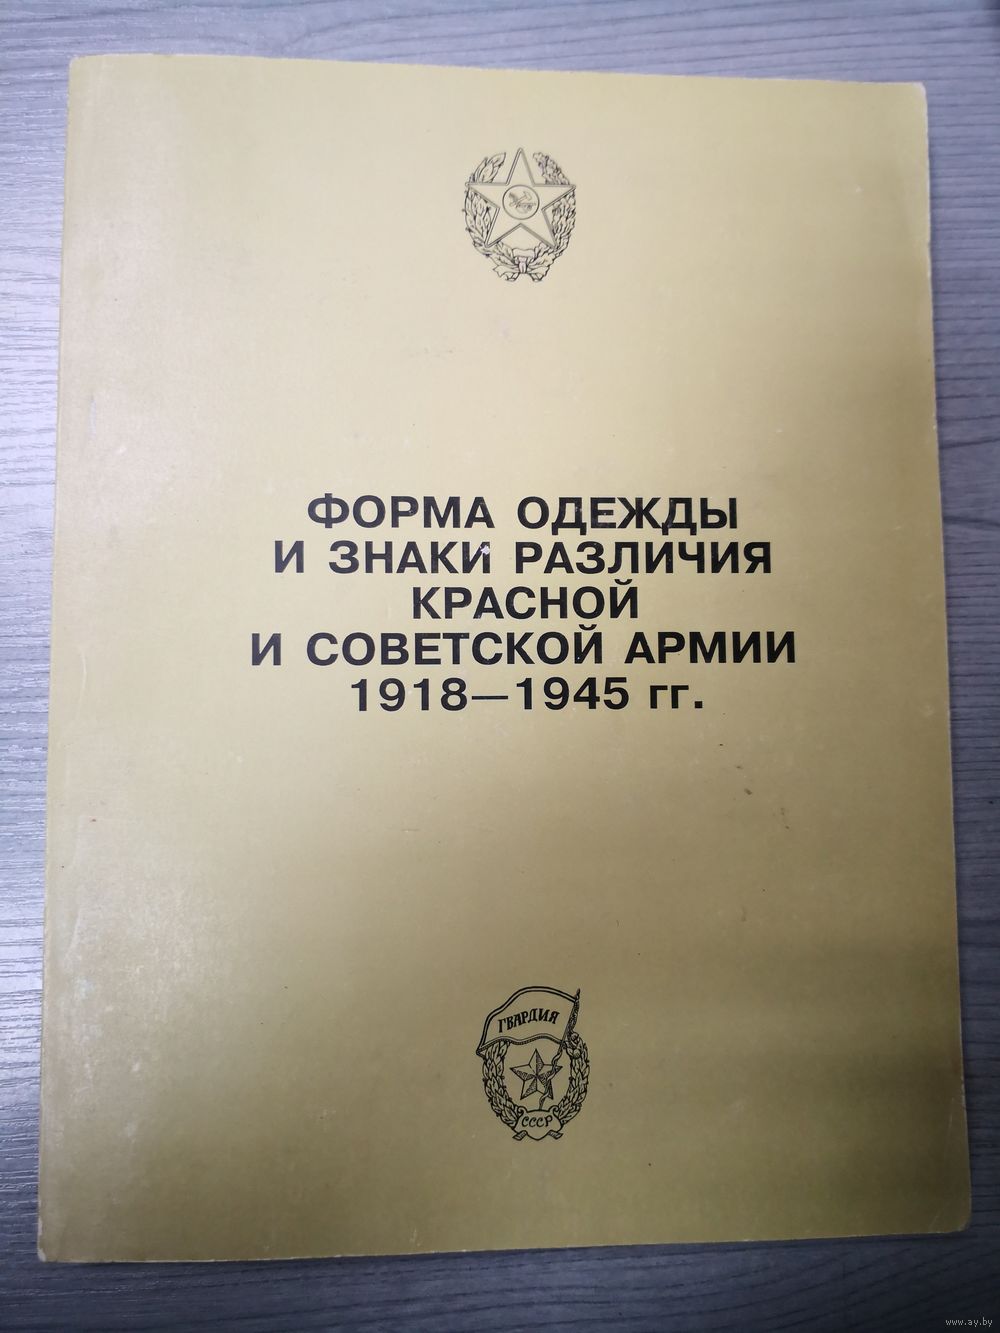 ФОРМА ОДЕЖДЫ
И ЗНАКИ РАЗЛИЧИЯ
КРАСНОЙ
И СОВЕТСКОЙ АРМИИ
1918—1945 гг.
ГВАРДИЯ
СССР
www.ay.by